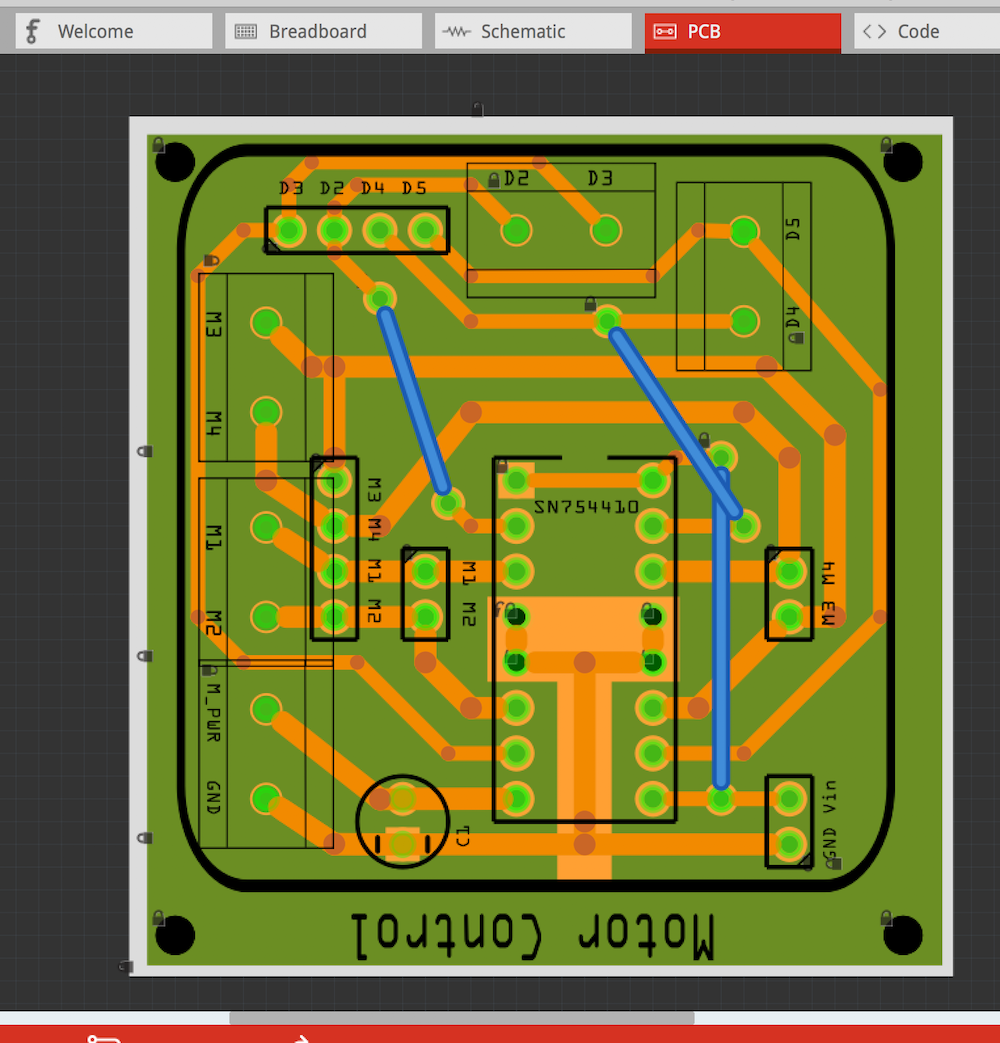 Welcome
Breadboard
Schematic
PCB
Code
D3 D2 D4 D5
D2
D3
D5
D4
M3
M4
M1
M2
M_PWR
GND
M3
M4
M1
M2
M1
M2
SN754410
M4
M3
Vin
GND
C1
Motor Control